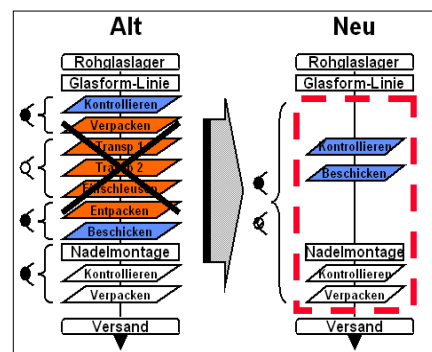 Alt
Rohglaslager
Glasform-Linie
Kontrollieren
Verpacken
Transp 1
Transp 2
Einschleusen
Entpacken
Beschicken
Nadelmontage
Kontrollieren
Verpacken
Versand
Neu
Rohglaslager
Glasform-Linie
Kontrollieren
Beschicken
Nadelmontage
Kontrollieren
Verpacken
Versand